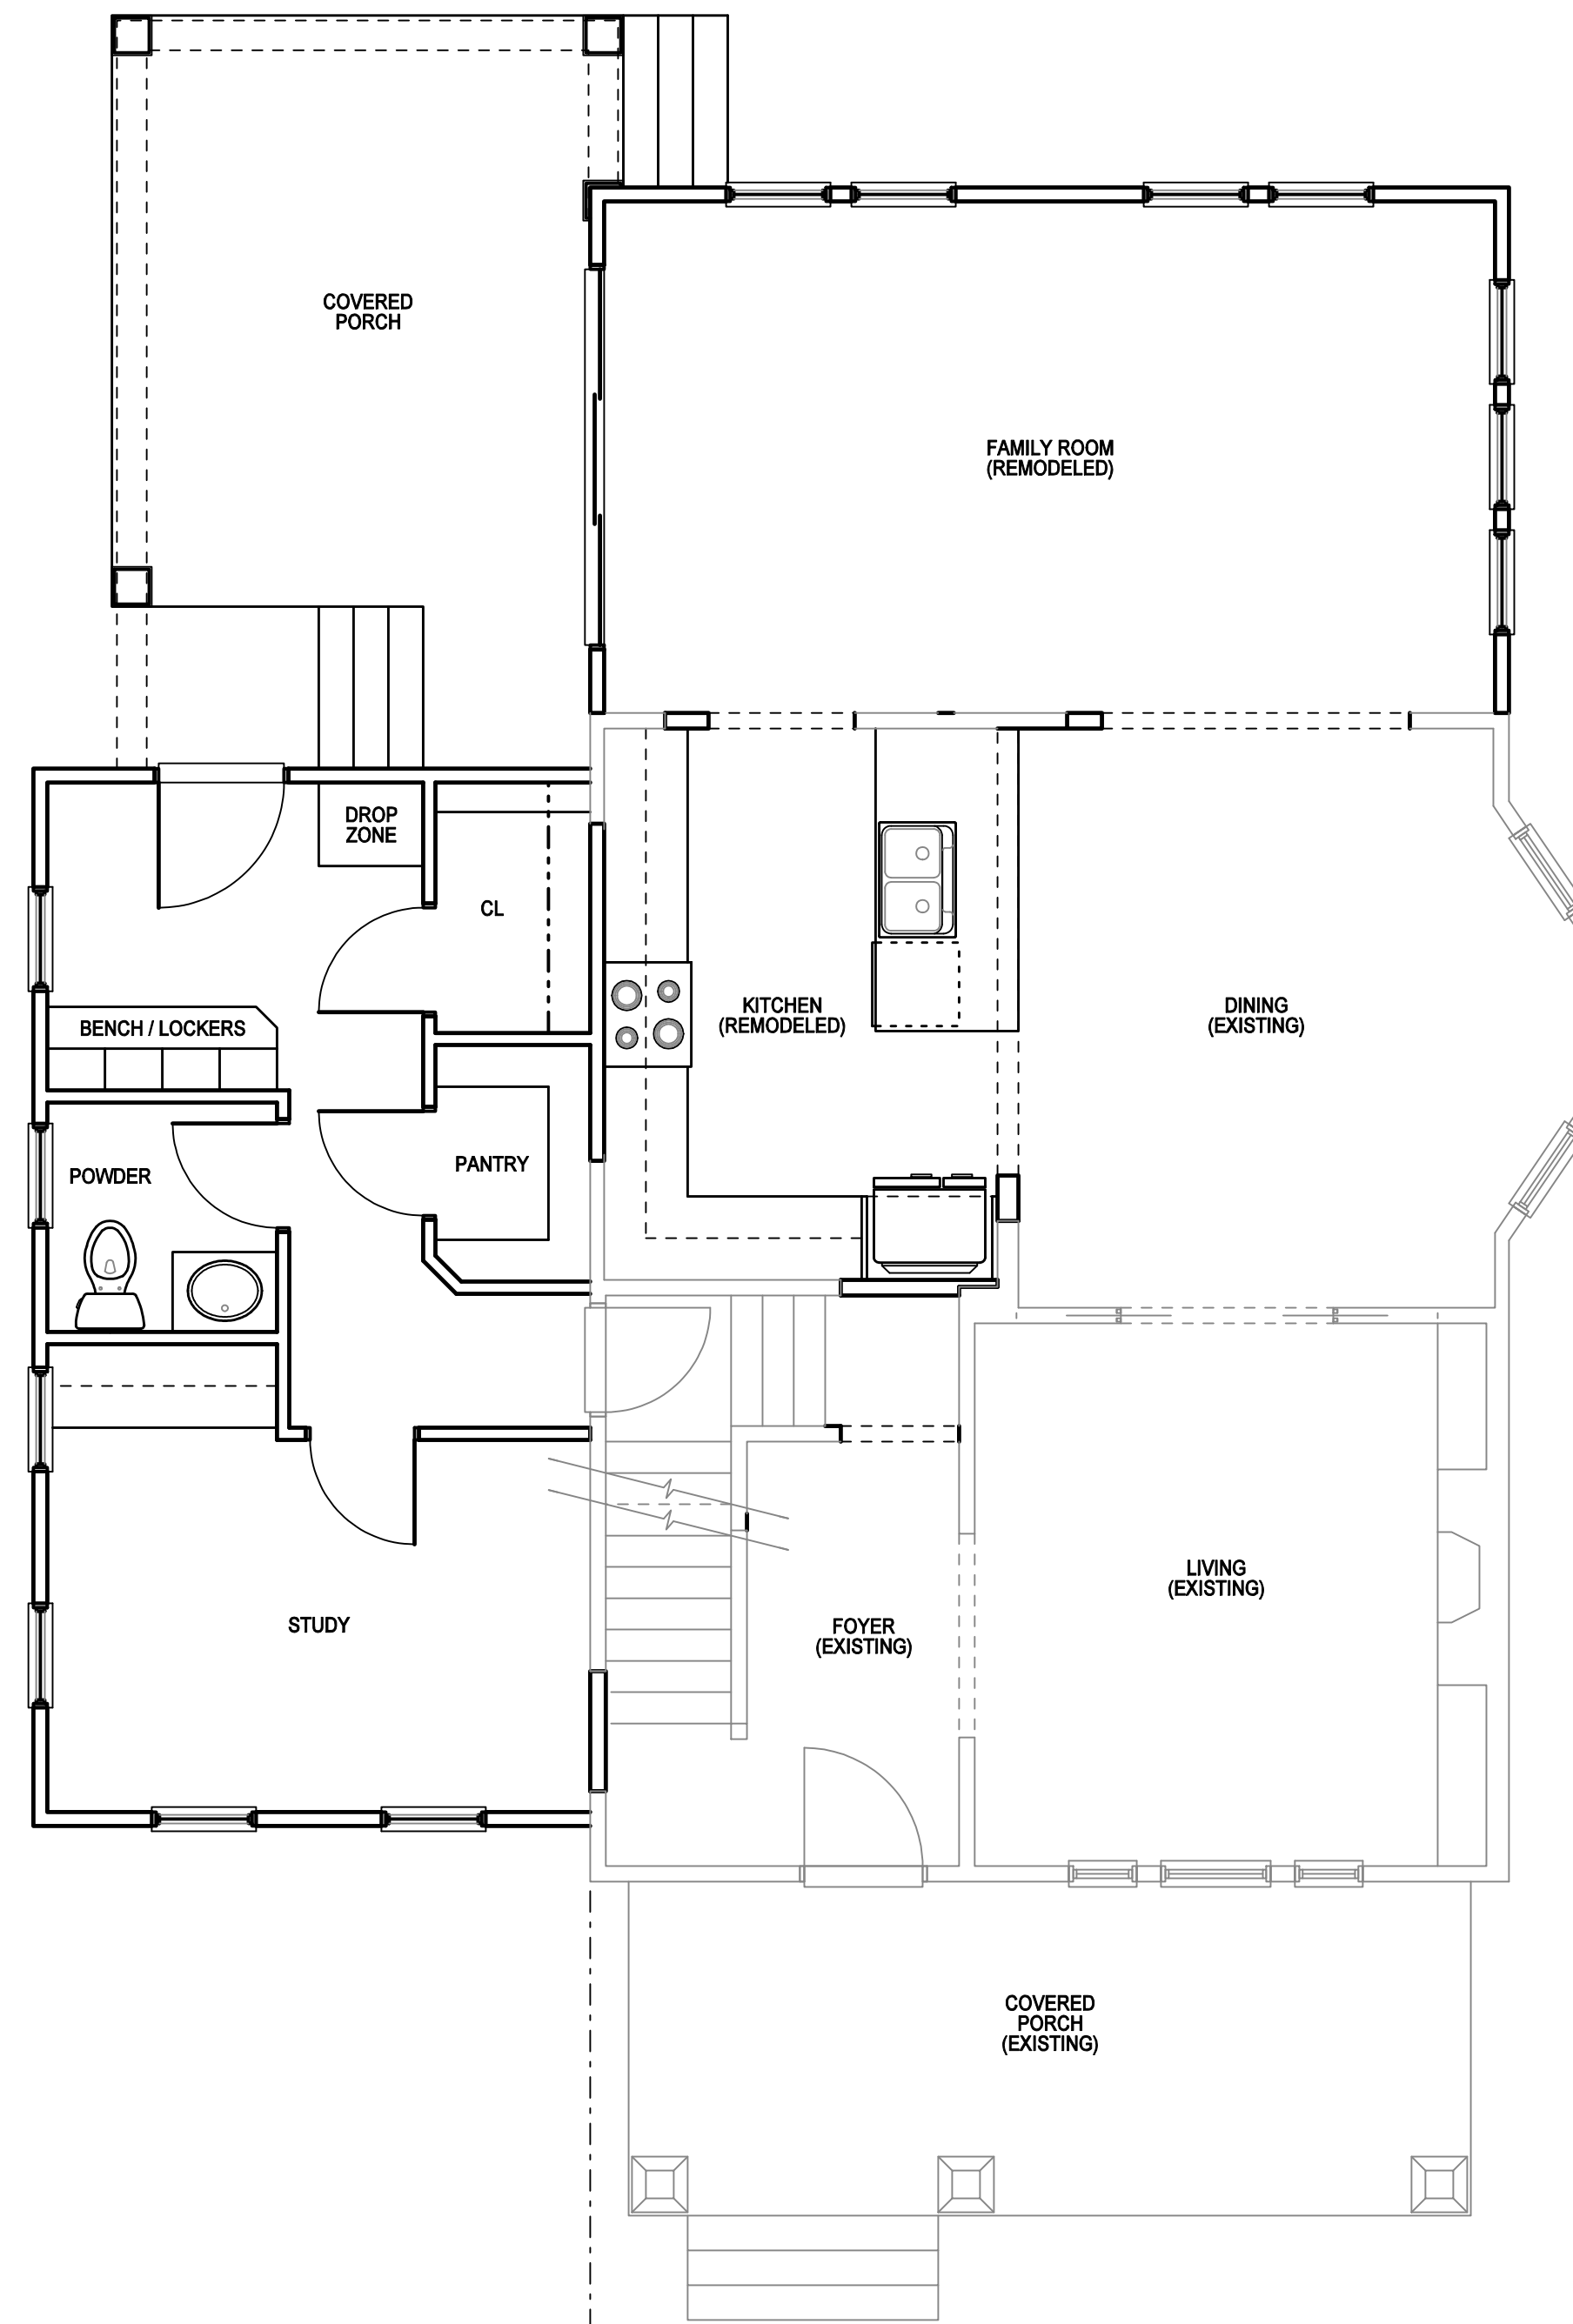 COVERED
PORCH
FAMILY ROOM
(REMODELED)
DROP
ZONE
CL
BENCH / LOCKERS
KITCHEN
(REMODELED)
DINING
(EXISTING)
POWDER
PANTRY
STUDY
FOYER
(EXISTING)
LIVING
(EXISTING)
COVERED
PORCH
(EXISTING)